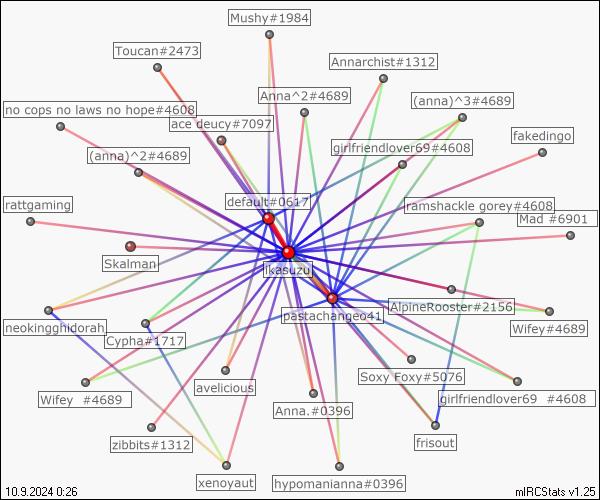 Mushy#1984
Toucan#2473
Annarchist#1312
Anna^2#4689
(anna)^3#4689
no cops no laws no hope#4608
ace deucy#7097
fakedingo
girlfriendlover69#4608
(anna)^2#4689
default#0617
rattgaming
ranshackle gorey#4608
Mad #6901
Skalman
ikasuzu
AlpineRooster#2156
pastachangeo41
neokingghidorah
Cypha#1717
Wifey#4689
Soxy Foxy#5076
avelicious
Wifey #4689
girlfriendlover69 #4608
Anna.#0396
zibbits#1312
frisout
xenoyaut
hypomanianna#0396
10.9.2024 0:26
mIRCStats v1.25